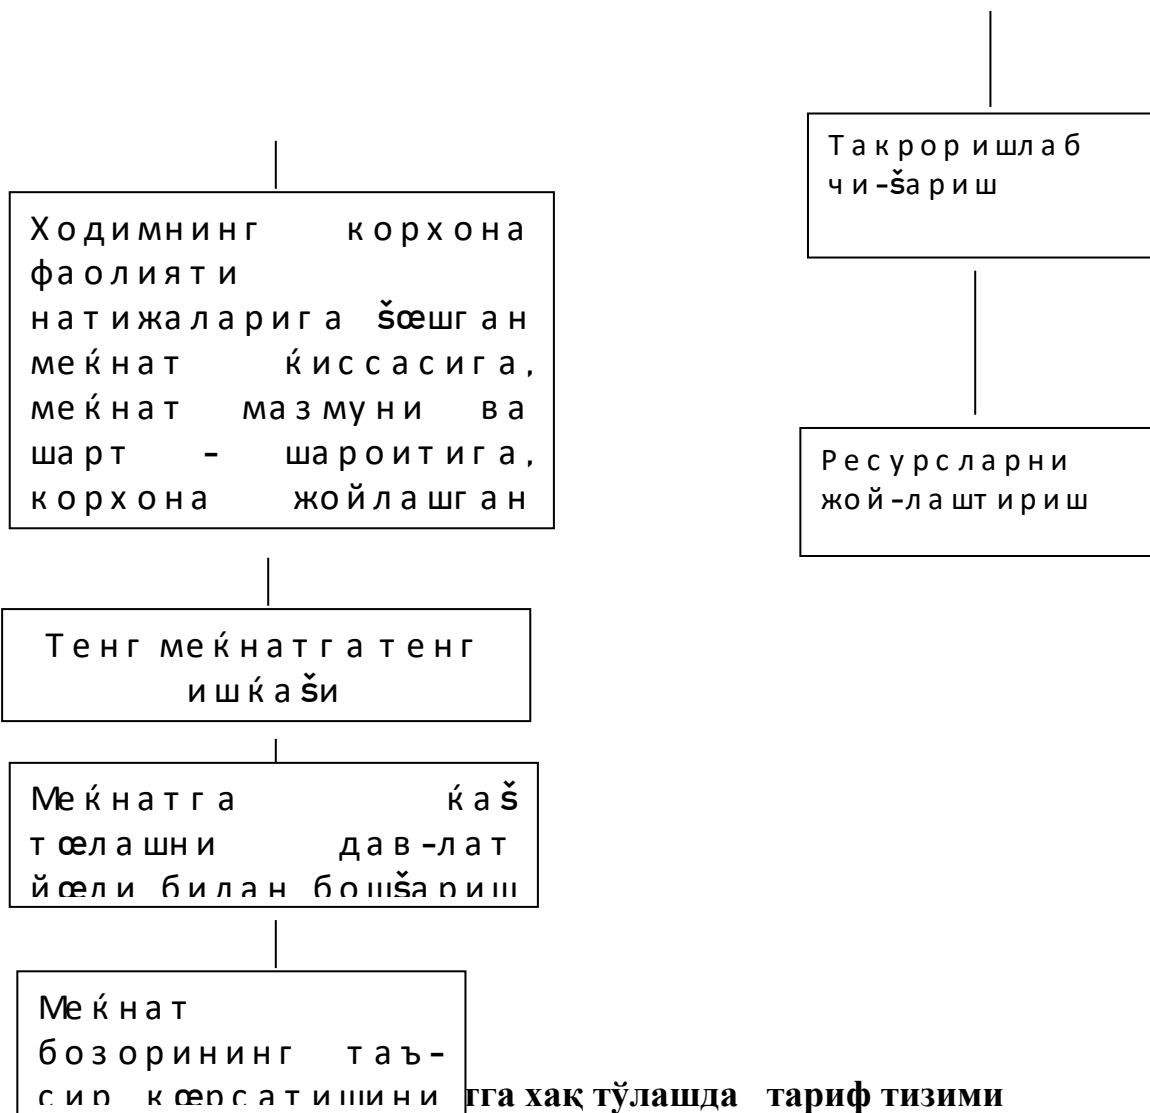 Такрор ишлаб
чи-šариш
Ходимнинг корхона
фаолияти
натижаларига šœшган
меќнат ќиссасига,
меќнат мазмуни ва
шарт - шароитига,
корхона жойлашган
Ресурсларни
жой-лаштириш
Тенг меќнатга тенг
ишќаši
Меќнатга ќаš
тœлашни дав-лат
йœли билан бошšариш
Меќнат
бозорининг таъ-
сир кœрсатишини
тга хақ тўлашда тариф тизими